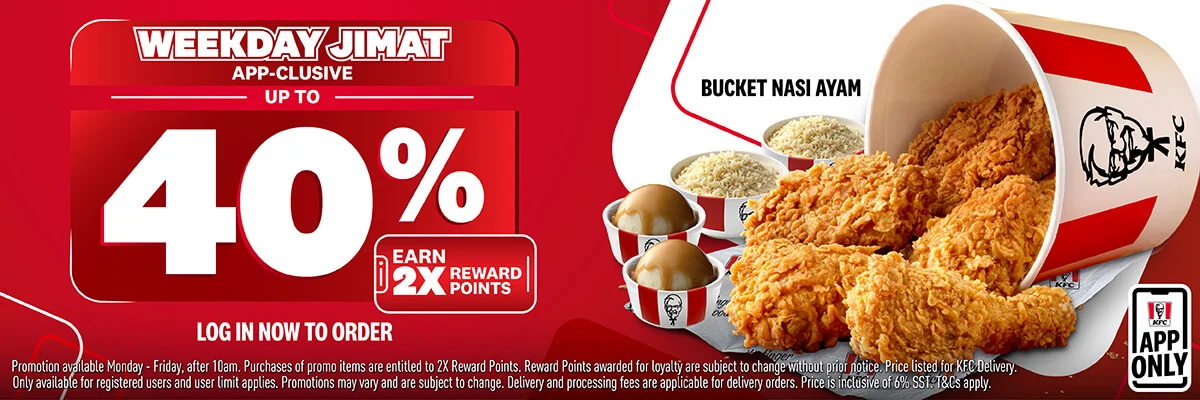 WEEKDAY JIMAT
APP-CLUSIVE
UP TO
40%
EARN
2X REWARD
POINTS
LOG IN NOW TO ORDER
BUCKET NASI AYAM
KFC
KFC
KFC
APP
ONLY
Promotion available Monday - Friday, after 10am. Purchases of promo items are entitled to 2X Reward Points. Reward Points awarded for loyalty are subject to change without prior notice. Price listed for KFC Delivery.
Only available for registered users and user limit applies. Promotions may vary and are subject to change. Delivery and processing fees are applicable for delivery orders. Price is inclusive of 6% SST. T&Cs apply.